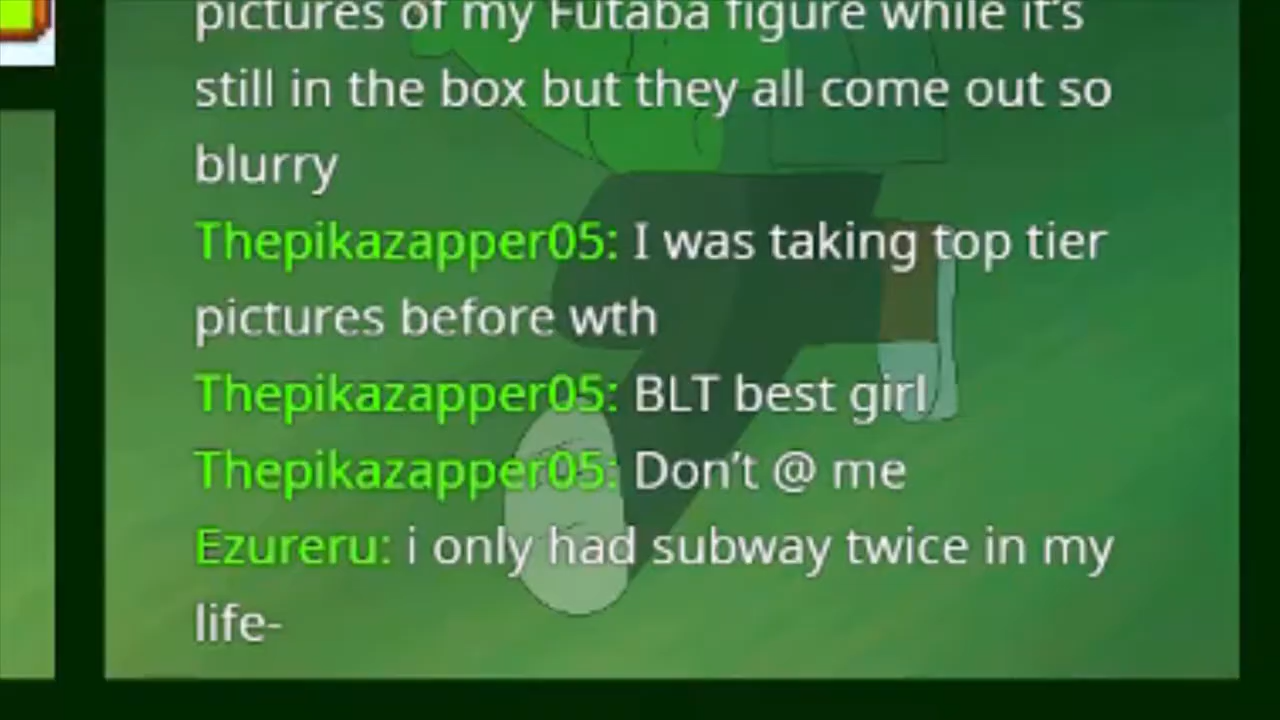 pictures of my Futaba figure while it's
still in the box but they all come out so
blurry
Thepikazapper05: I was taking top tier
pictures before wth
Thepikazapper05: BLT best girl
Thepikazapper05: Don’t @ me
Ezureru: i only had subway twice in my
life-